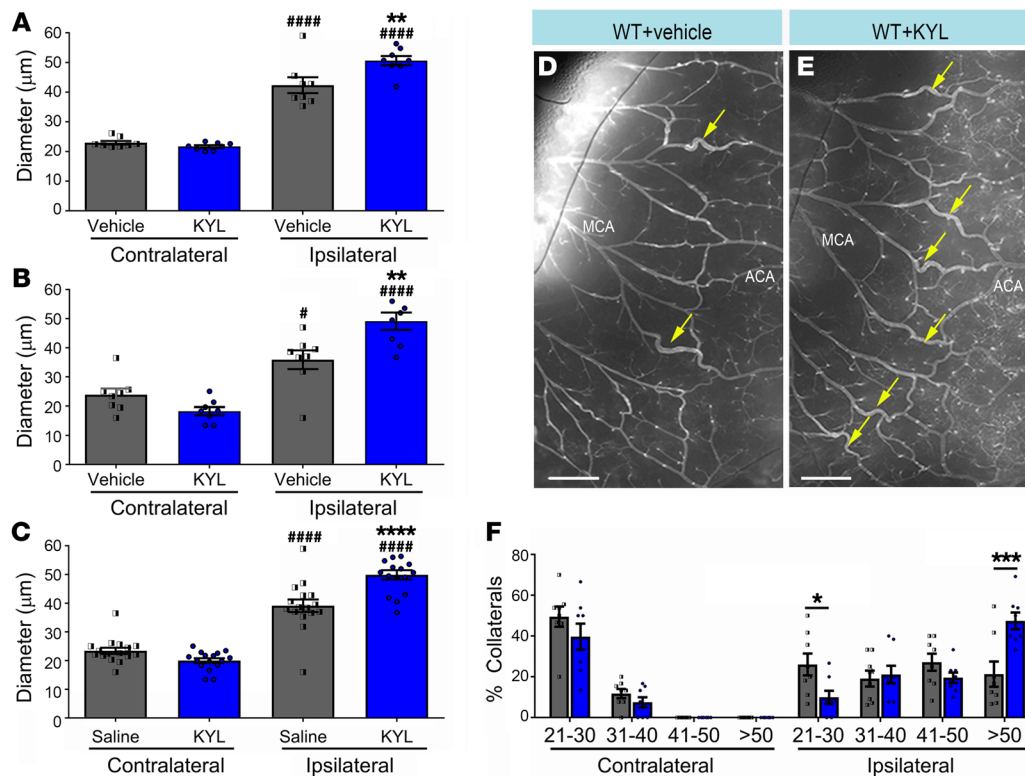 A
Diameter (μm)
60
50
40
30
20
10
0
####
**
####
Vehicle KYL Vehicle KYL
Contralateral Ipsilateral
B
Diameter (μm)
60
50
40
30
20
10
0
#
**
####
Vehicle KYL Vehicle KYL
Contralateral Ipsilateral
C
Diameter (μm)
60
50
40
30
20
10
0
####
****
####
Saline KYL Saline KYL
Contralateral Ipsilateral
WT+vehicle
D
MCA
ACA
WT+KYL
E
MCA
ACA
F
% Collaterals
80
60
40
20
0
*
***
21-30 31-40 41-50 >50 21-30 31-40 41-50 >50
Contralateral Ipsilateral